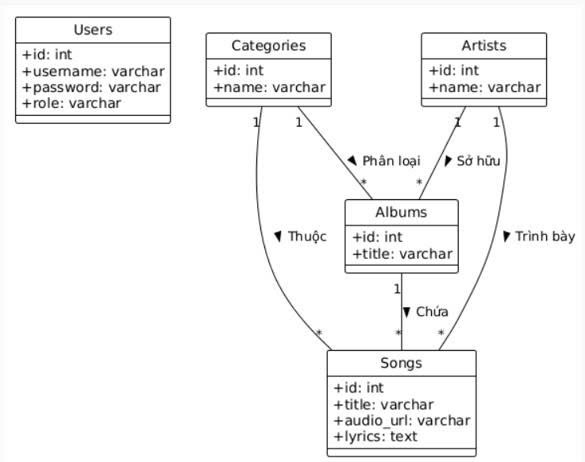 Users
+id: int
+username: varchar
+password: varchar
+role: varchar
Categories
+id: int
+name: varchar
Artists
+id: int
+name: varchar
1
1
1
1
Phân loại
Sở hữu
*
*
Albums
+id: int
+title: varchar
Thuộc
Trình bày
1
Chứa
*
*
*
Songs
+id: int
+title: varchar
+audio_url: varchar
+lyrics: text